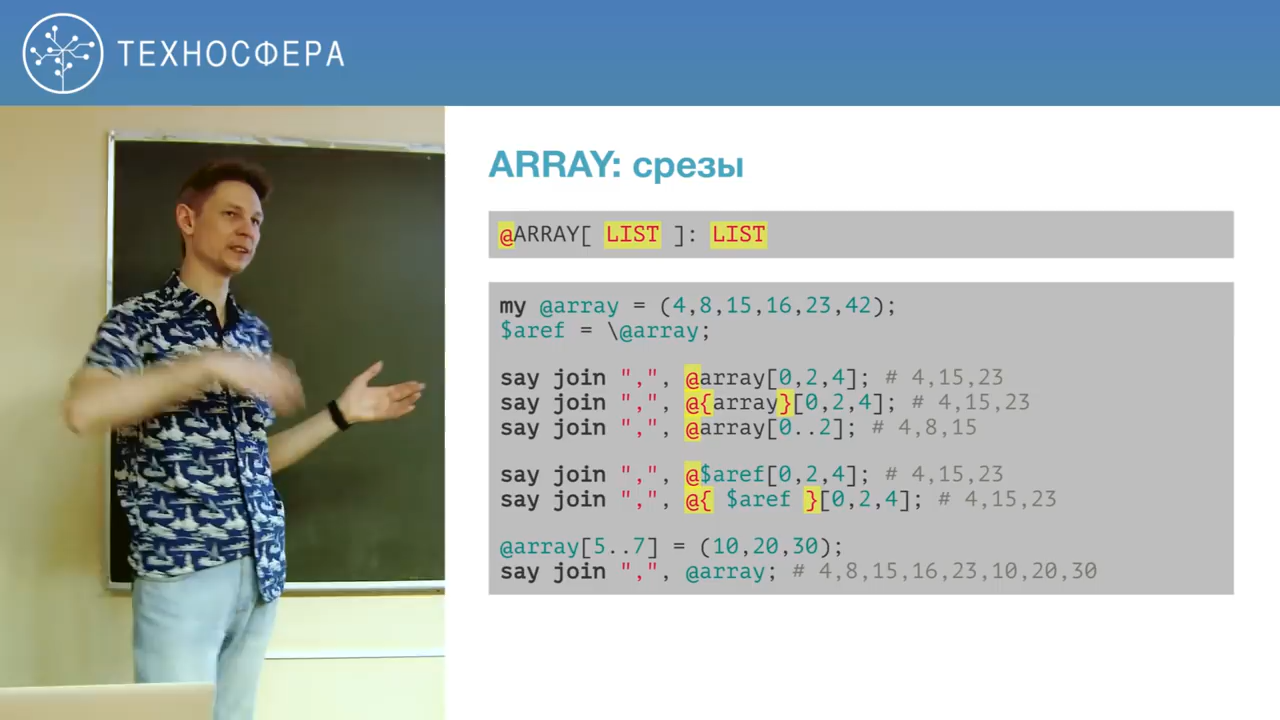 ТЕХНОСФЕРА
ARRAY: срезы
@ARRAY[ LIST ]: LIST
my @array = (4,8,15,16,23,42);
$aref = \@array;
say join ",", @array[0,2,4]; # 4,15,23
say join ",", @{array}[0,2,4]; # 4,15,23
say join ",", @array[0..2]; # 4,8,15
say join ",", @$aref[0,2,4]; # 4,15,23
say join ",", @{ $aref }[0,2,4]; # 4,15,23
@array[5..7] = (10,20,30);
say join ",", @array; # 4,8,15,16,23,10,20,30